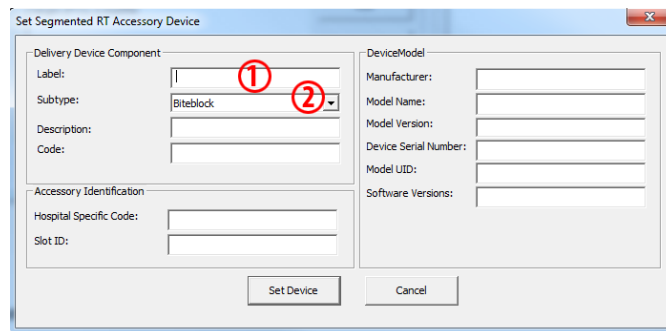 Set Segmented RT Accessory Device
x
Delivery Device Component
Label:
①
Subtype:
Biteblock
②
Description:
Code:
Accessory Identification
Hospital Specific Code:
Slot ID:
DeviceModel
Manufacturer:
Model Name:
Model Version:
Device Serial Number:
Model UID:
Software Versions:
Set Device
Cancel